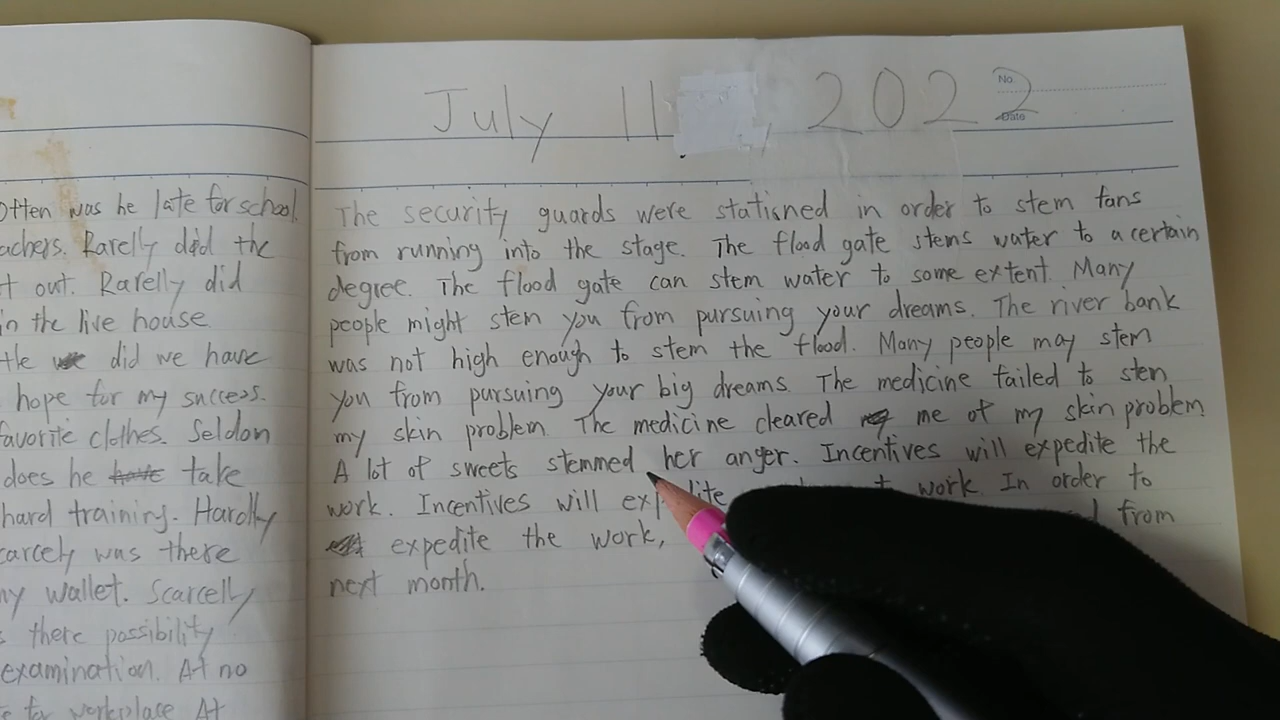 July 11, 2022
No.
Date
Otten was he late for school.
achers. Rarelly did the
t out. Rarelly did
in the live house.
did we have
hope for my success.
favorite clothes. Seldon
does he have take
hard training. Hardly
carcely was there
my wallet. Scarcelly
there possibility
examination. At no
for workplace At
The security guards were stationed in order to stem fans
from running into the stage. The flood gate stems water to a certain
degree. The flood gate can stem water to some extent. Many
people might stem you from pursuing your dreams. The river bank
was not high enough to stem the flood. Many people may stem
you from pursuing your big dreams. The medicine failed to stem
my skin problem. The medicine cleared me of my skin problem
A lot of sweets stemmed her anger. Incentives will expedite the
work. Incentives will work. In order to
expedite the work, from
next month.